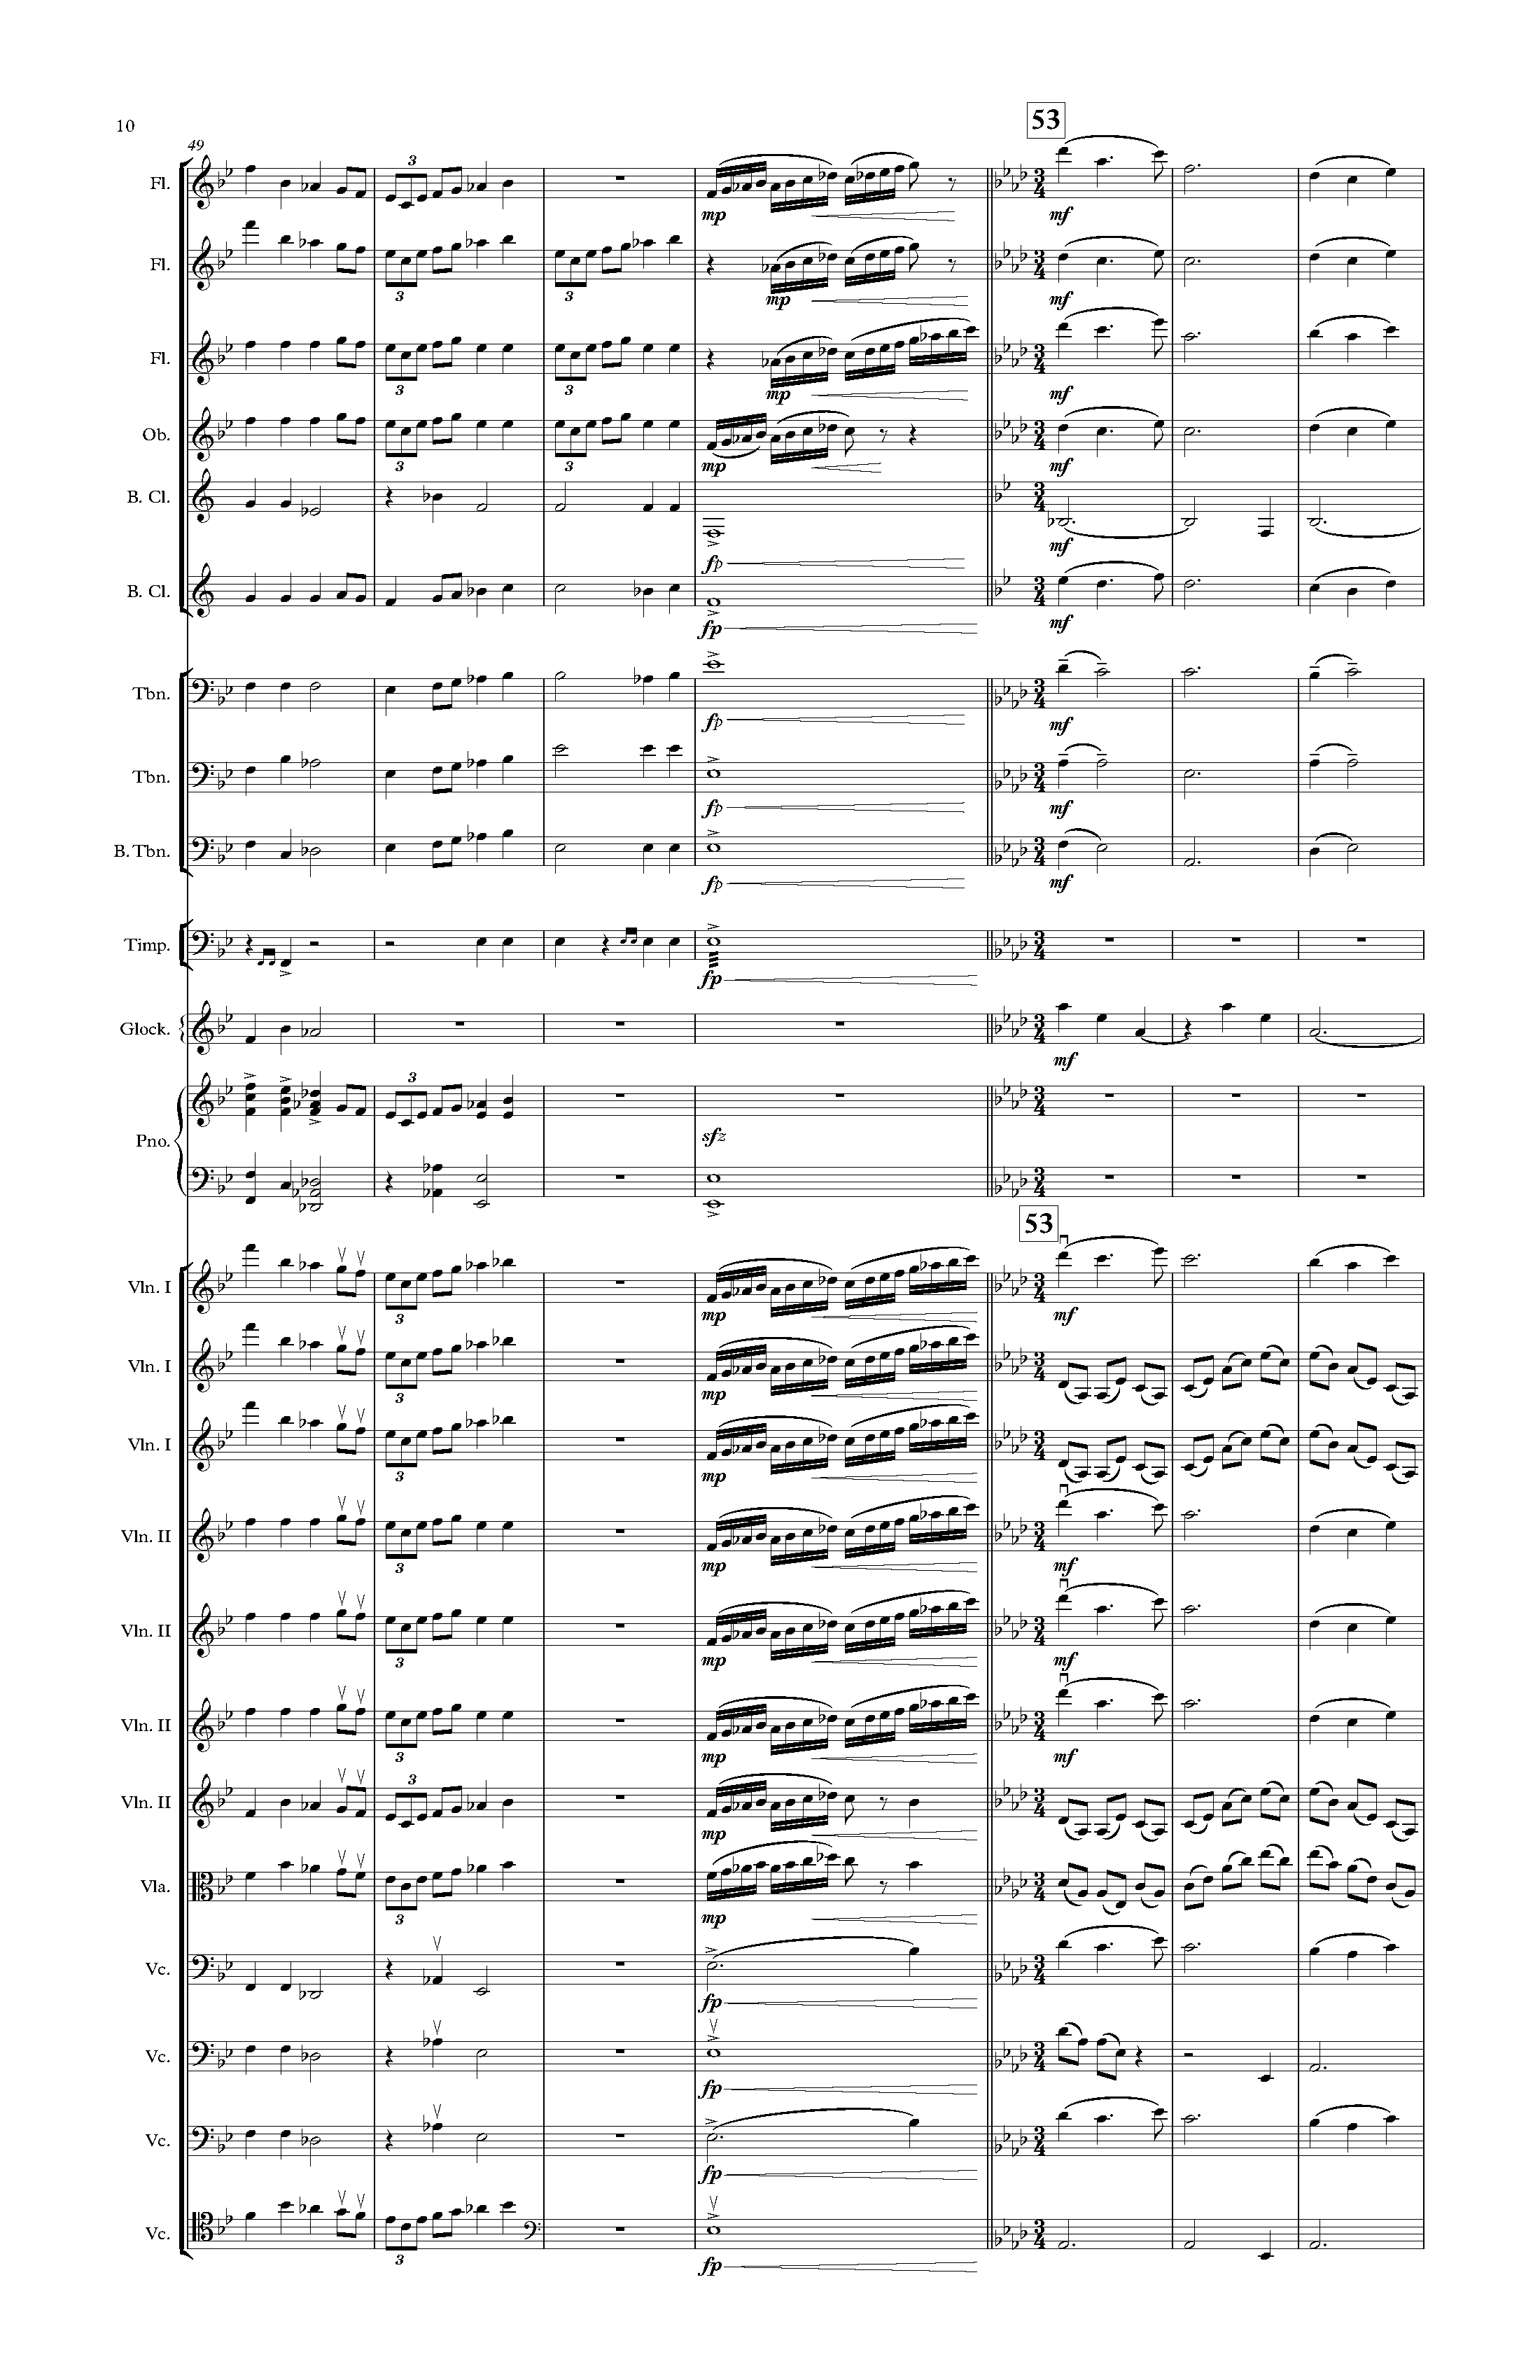 10
53
49
Fl.
3
mp
mf
Fl.
3
3
mp
mf
Fl.
3
3
mp
mf
Ob.
3
3
mp
mf
B. Cl.
fp
mf
B. Cl.
fp
mf
Tbn.
fp
mf
Tbn.
fp
mf
B. Tbn.
fp
mf
Timp.
fp
Glock.
mf
3
Pno.
sfz
53
Vln. I
3
mp
mf
Vln. I
3
mp
Vln. I
3
mp
Vln. II
3
mp
mf
Vln. II
3
mp
mf
Vln. II
3
mp
mf
Vln. II
3
mp
Vla.
3
mp
Vc.
fp
Vc.
fp
Vc.
fp
Vc.
3
fp